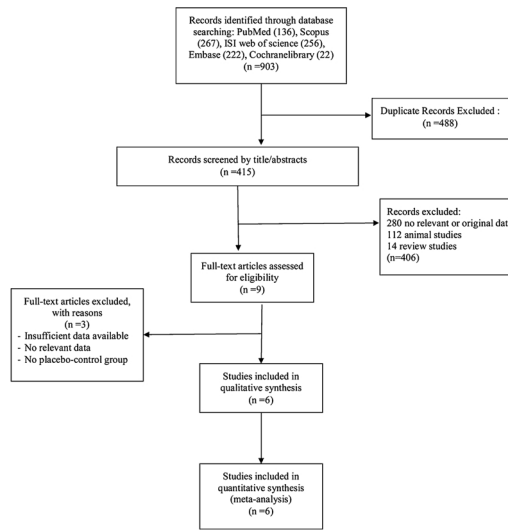 Records identified through database
searching: PubMed (136), Scopus
(267), ISI web of science (256),
Embase (222), Cochranelibrary (22)
(n =903)
Duplicate Records Excluded :
(n =488)
Records screened by title/abstracts
(n =415)
Records excluded:
280 no relevant or original dat
112 animal studies
14 review studies
(n=406)
Full-text articles assessed
for eligibility
(n =9)
Full-text articles excluded,
with reasons
(n =3)
- Insufficient data available
- No relevant data
- No placebo-control group
Studies included in
qualitative synthesis
(n =6)
Studies included in
quantitative synthesis
(meta-analysis)
(n =6)